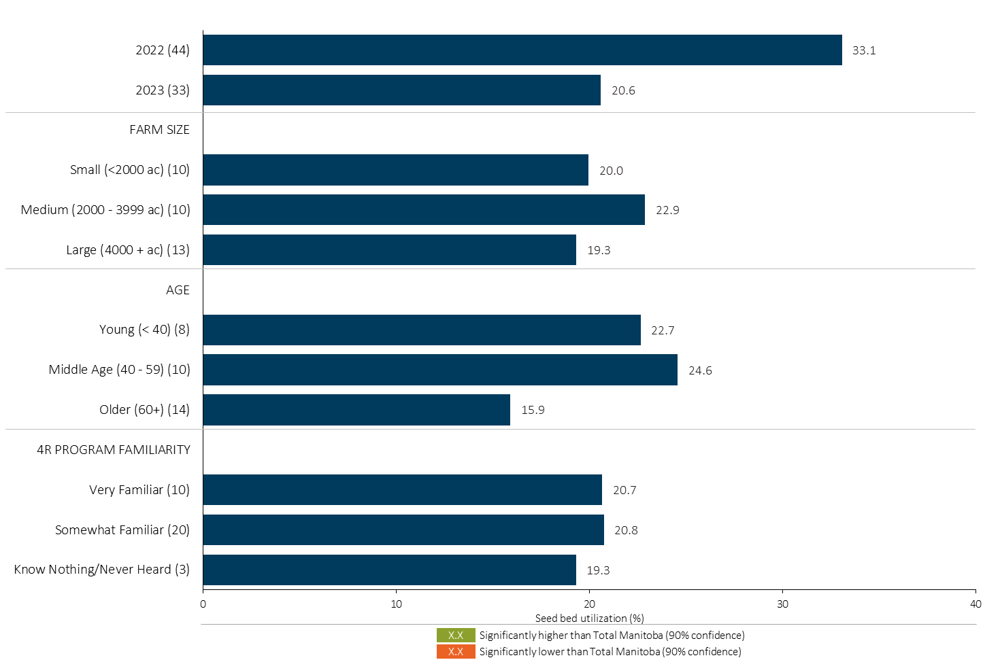 2022 (44) 33.1
2023 (33) 20.6
FARM SIZE
Small (<2000 ac) (10) 20.0
Medium (2000 - 3999 ac) (10) 22.9
Large (4000 + ac) (13) 19.3
AGE
Young (< 40) (8) 22.7
Middle Age (40 - 59) (10) 24.6
Older (60+) (14) 15.9
4R PROGRAM FAMILIARITY
Very Familiar (10) 20.7
Somewhat Familiar (20) 20.8
Know Nothing/Never Heard (3) 19.3
0 10 20 30 40
Seed bed utilization (%)
X.X Significantly higher than Total Manitoba (90% confidence)
X.X Significantly lower than Total Manitoba (90% confidence)